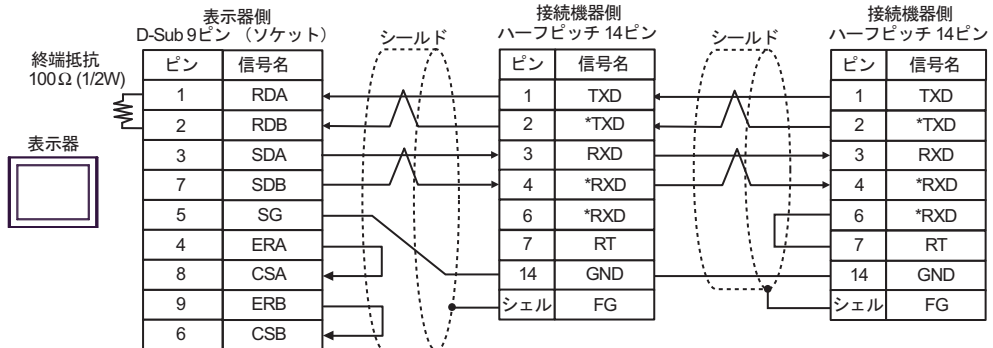 表示器側
D-Sub 9ピン (ソケット)
シールド
接続機器側
ハーフピッチ 14ピン
シールド
接続機器側
ハーフピッチ 14ピン
終端抵抗
100Ω (1/2W)
表示器
ピン 信号名
1 RDA
2 RDB
3 SDA
7 SDB
5 SG
4 ERA
8 CSA
9 ERB
6 CSB
ピン 信号名
1 TXD
2 *TXD
3 RXD
4 *RXD
6 *RXD
7 RT
14 GND
シェル FG
ピン 信号名
1 TXD
2 *TXD
3 RXD
4 *RXD
6 *RXD
7 RT
14 GND
シェル FG